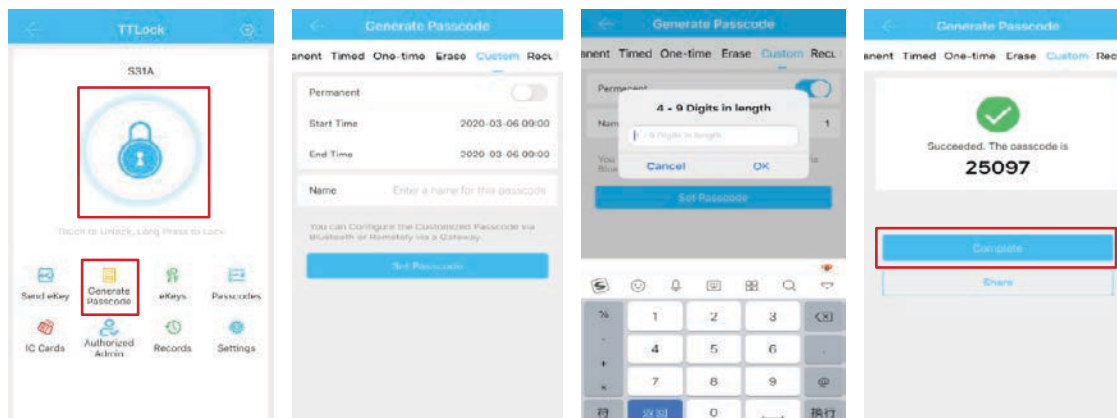 TTLock
S31A
Touch to Unlock, Long Press to Lock
Send eKey
Generate
Passcode
eKeys
Passcodes
IC Cards
Authorized
Admin
Records
Settings
Generate Passcode
anent Timed One-time Erase Custom Recu
Permanent
Start Time 2020-03-06 09:00
End Time 2020-03-06 09:00
Name Enter a name for this passcode
You can Configure the Customized Passcode via
Bluetooth or Remotely via a Gateway.
Set Passcode
Generate Passcode
anent Timed One-time Erase Custom Recu
Permanent
4 - 9 Digits in length
4 - 9 Digits in length
Cancel OK
Name 1
You
Set Passcode
% 1 2 3
4 5 6
7 8 9 @
符 返回 0 换行
Generate Passcode
anent Timed One-time Erase Custom Rec
Succeeded. The passcode is
25097
Complete
Share